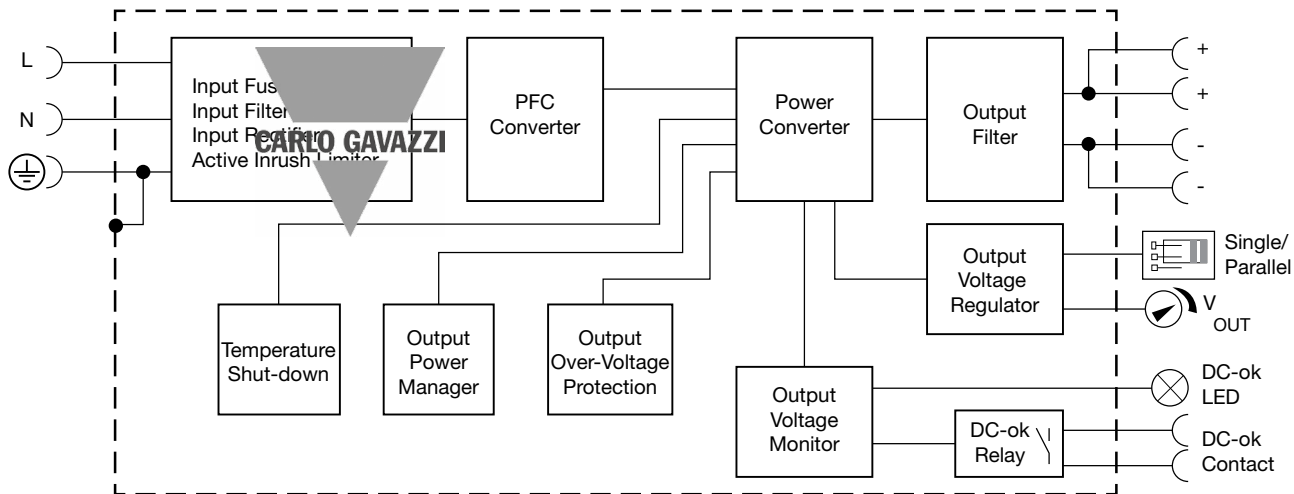 L
N
Input Fuse
Input Filter
Input Rectifier
Active Inrush Limiter
CARLO GAVAZZI
PFC
Converter
Power
Converter
Output
Filter
+
+
-
-
Output
Voltage
Regulator
Single/
Parallel
V
OUT
Temperature
Shut-down
Output
Power
Manager
Output
Over-Voltage
Protection
Output
Voltage
Monitor
DC-ok
Relay
DC-ok
LED
DC-ok
Contact